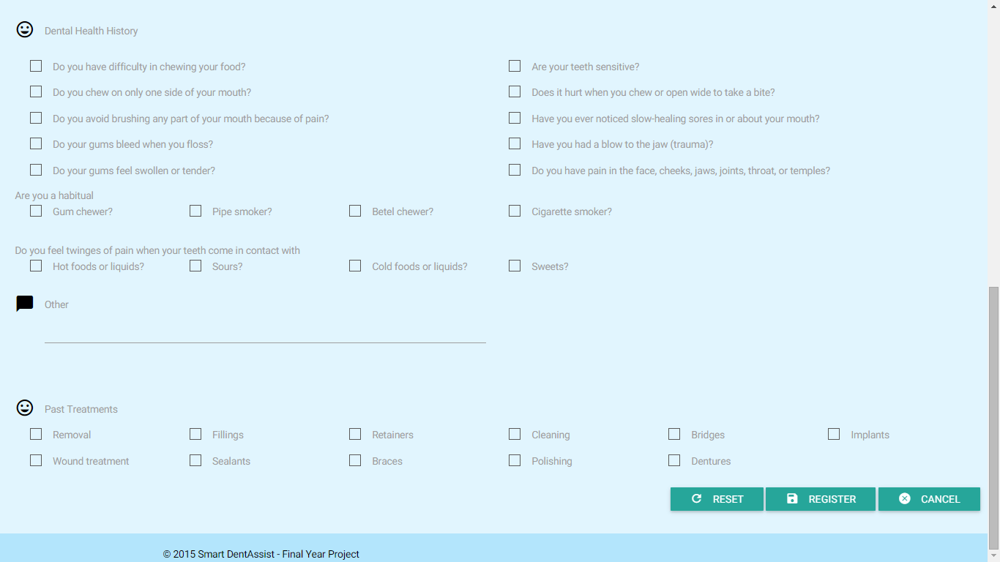 Dental Health History
Do you have difficulty in chewing your food? Are your teeth sensitive?
Do you chew on only one side of your mouth? Does it hurt when you chew or open wide to take a bite?
Do you avoid brushing any part of your mouth because of pain? Have you ever noticed slow-healing sores in or about your mouth?
Do your gums bleed when you floss? Have you had a blow to the jaw (trauma)?
Do your gums feel swollen or tender? Do you have pain in the face, cheeks, jaws, joints, throat, or temples?
Are you a habitual
Gum chewer? Pipe smoker? Betel chewer? Cigarette smoker?
Do you feel twinges of pain when your teeth come in contact with
Hot foods or liquids? Sours? Cold foods or liquids? Sweets?
Other
Past Treatments
Removal Fillings Retainers Cleaning Bridges Implants
Wound treatment Sealants Braces Polishing Dentures
RESET REGISTER CANCEL
© 2015 Smart DentAssist - Final Year Project